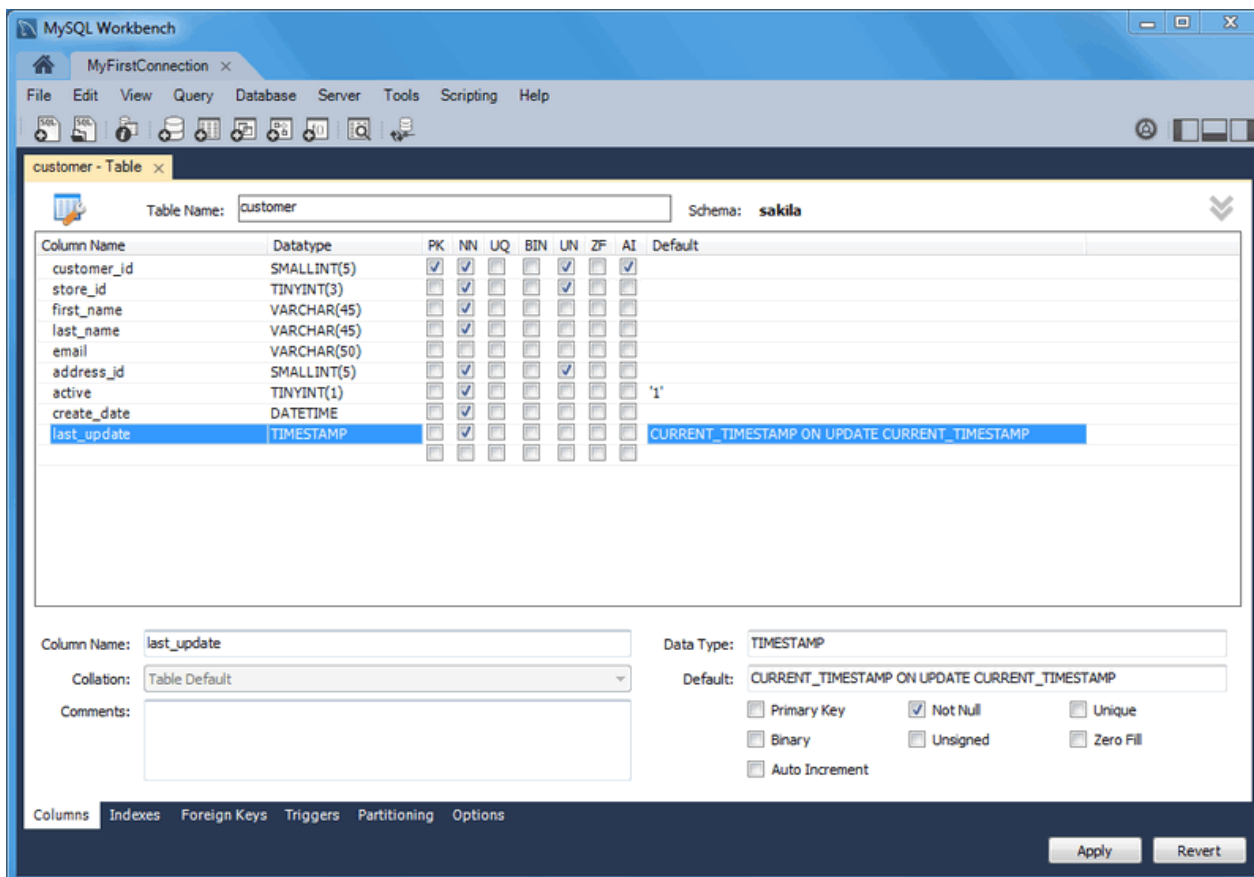 MySQL Workbench
MyFirstConnection
File Edit View Query Database Server Tools Scripting Help
customer - Table
Table Name: customer Schema: sakila
Column Name Datatype PK NN UQ BIN UN ZF AI Default
customer_id SMALLINT(5)
store_id TINYINT(3)
first_name VARCHAR(45)
last_name VARCHAR(45)
email VARCHAR(50)
address_id SMALLINT(5)
active TINYINT(1) '1'
create_date DATETIME
last_update TIMESTAMP CURRENT_TIMESTAMP ON UPDATE CURRENT_TIMESTAMP
Column Name: last_update Data Type: TIMESTAMP
Collation: Table Default Default: CURRENT_TIMESTAMP ON UPDATE CURRENT_TIMESTAMP
Comments: Primary Key Not Null Unique
Binary Unsigned Zero Fill
Auto Increment
Columns Indexes Foreign Keys Triggers Partitioning Options
Apply Revert